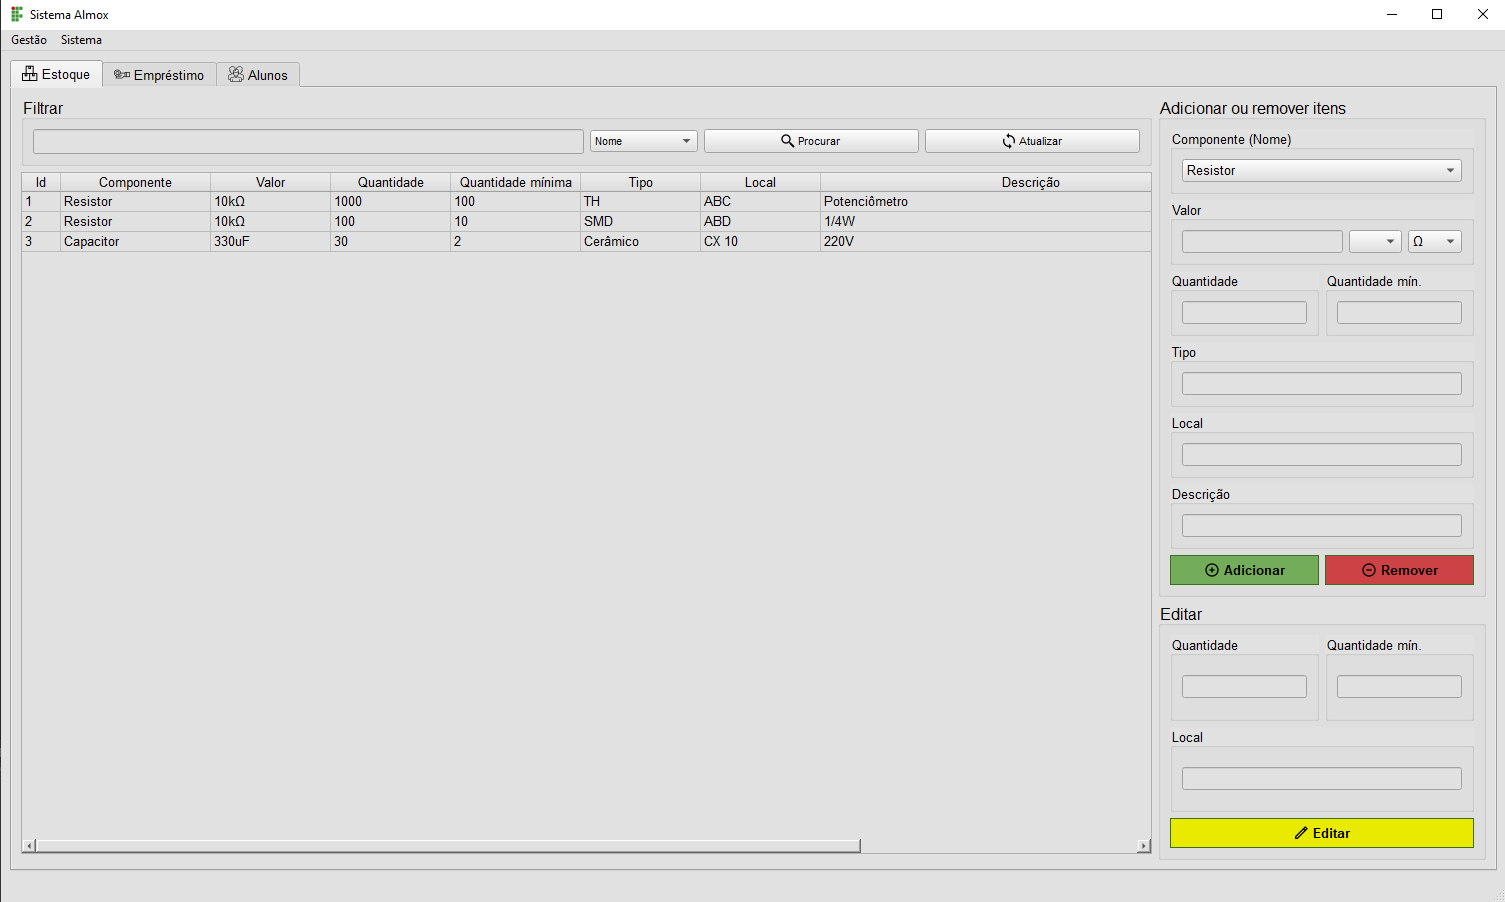 Sistema Almox
Gestão Sistema
Estoque Empréstimo Alunos
Filtrar
Nome Procurar Atualizar
Id Componente Valor Quantidade Quantidade mínima Tipo Local Descrição
1 Resistor 10kΩ 1000 100 TH ABC Potenciômetro
2 Resistor 10kΩ 100 10 SMD ABD 1/4W
3 Capacitor 330uF 30 2 Cerâmico CX 10 220V
Adicionar ou remover itens
Componente (Nome)
Resistor
Valor
Ω
Quantidade Quantidade mín.
Tipo
Local
Descrição
Adicionar Remover
Editar
Quantidade Quantidade mín.
Local
Editar